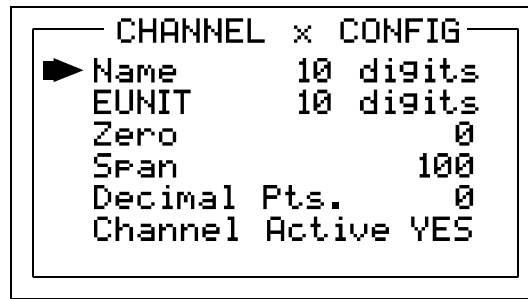 CHANNEL x CONFIG
Name 10 digits
EUNIT 10 digits
Zero 0
Span 100
Decimal Pts. 0
Channel Active YES